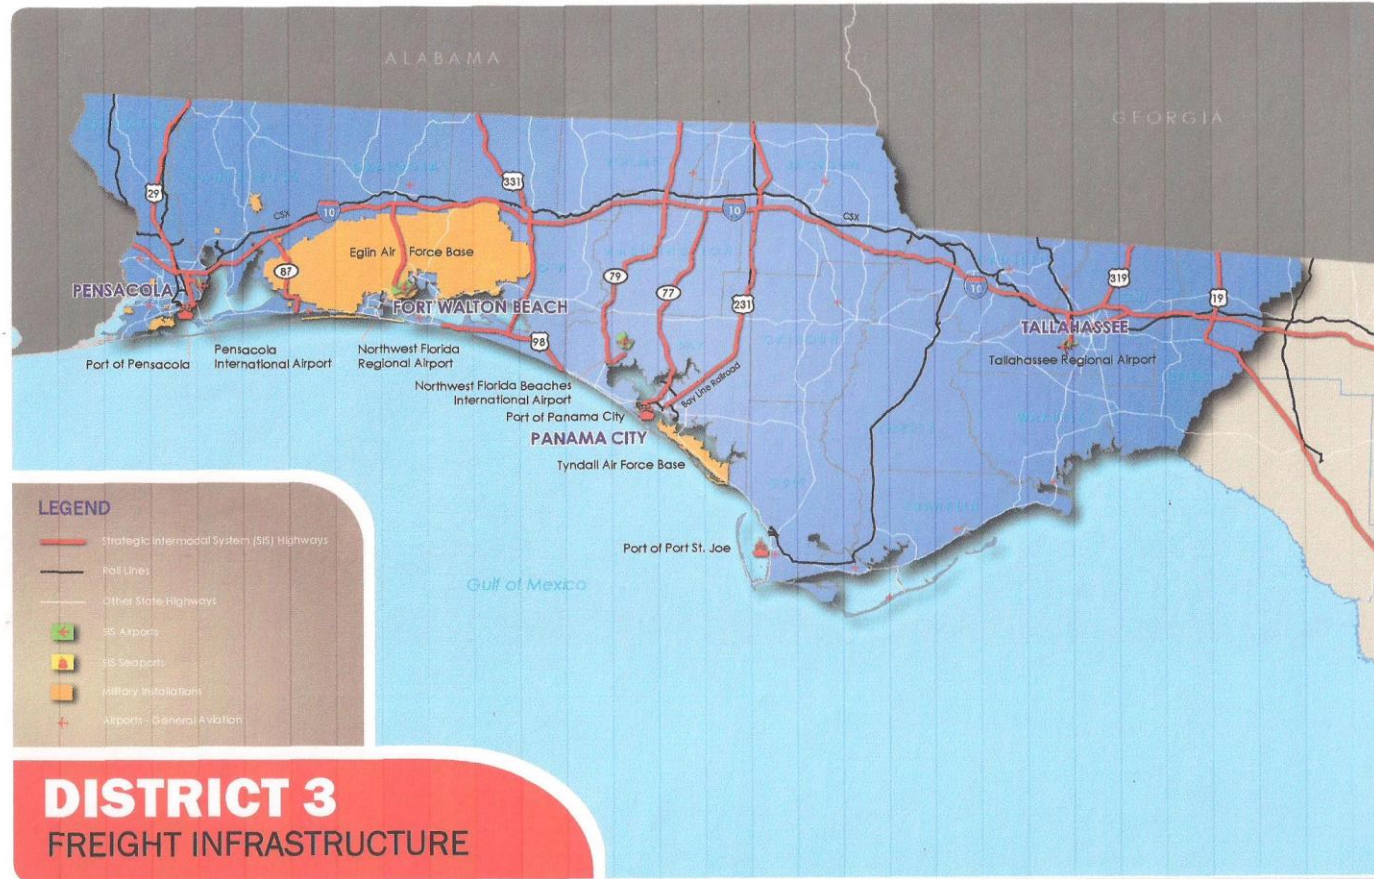 ALABAMA
GEORGIA
29
331
10
CSX
10
CSX
Eglin Air Force Base
87
79
77
231
319
10
19
PENSACOLA
FORT WALTON BEACH
98
TALLAHASSEE
Tallahassee Regional Airport
Port of Pensacola
Pensacola
International Airport
Northwest Florida
Regional Airport
Northwest Florida Beaches
International Airport
Bay Line Railroad
Port of Panama City
PANAMA CITY
Tyndall Air Force Base
Port of Port St. Joe
Gulf of Mexico
LEGEND
Strategic Intermodal System (SIS) Highways
Rail Lines
Other State Highways
SIS Airports
SIS Seaports
Military Installations
Airports - General Aviation
DISTRICT 3
FREIGHT INFRASTRUCTURE